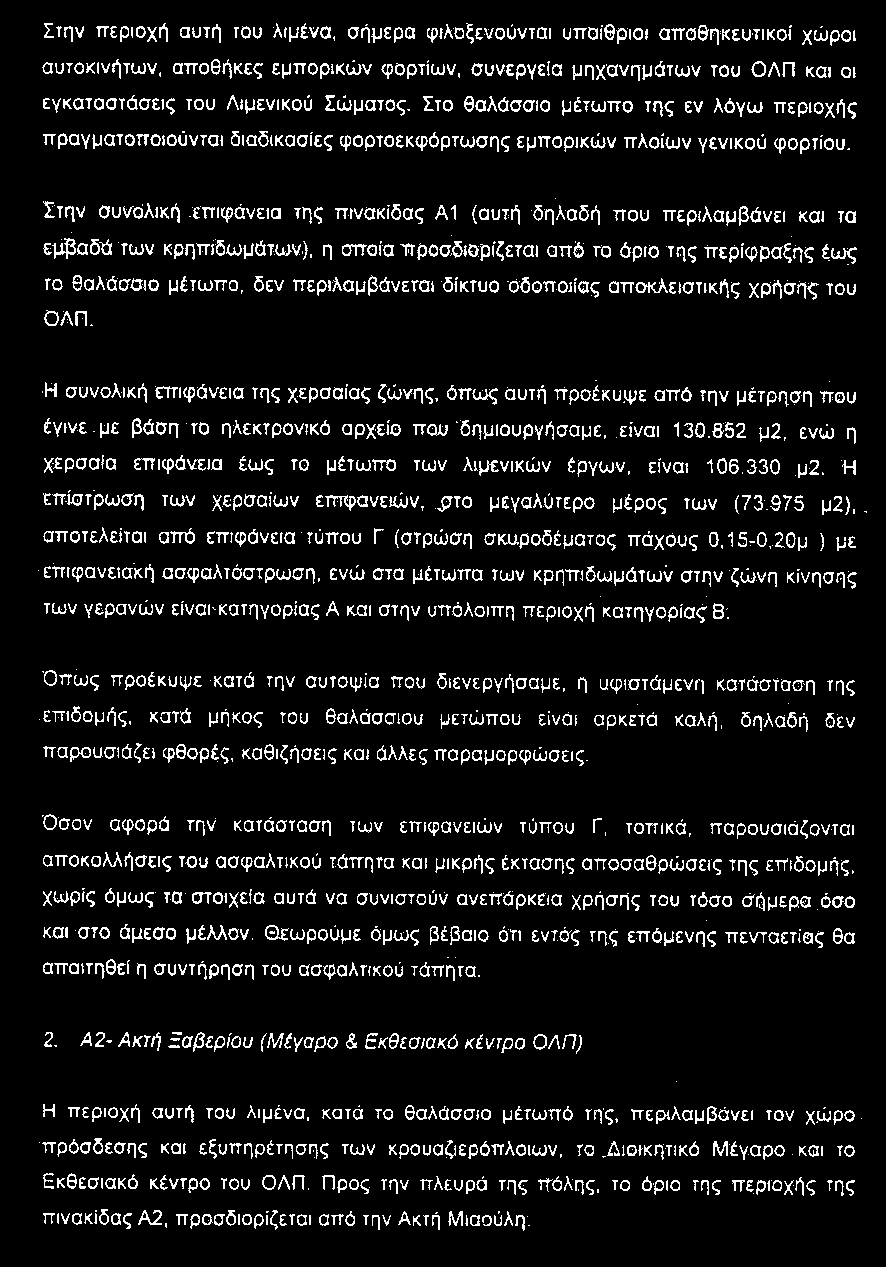 Στην περιοχή αυτή του λιμένα, σήμερα φιλοξενούνται υπαίθριοι αποθηκευτικοί χώροι
αυτοκινήτων, αποθήκες εμπορικών φορτίων, συνεργεία μηχανημάτων του ΟΛΠ και οι
εγκαταστάσεις του Λιμενικού Σώματος. Στο θαλάσσιο μέτωπο της εν λόγω περιοχής
πραγματοποιούνται διαδικασίες φορτοεκφόρτωσης εμπορικών πλοίων γενικού φορτίου.
Στην συνολική επιφάνεια της πινακίδας Α1 (αυτή δηλαδή που περιλαμβάνει και τα
εμβαδά των κρηπιδωμάτων), η οποία προσδιορίζεται από το όριο της περίφραξης έως
το θαλάσσιο μέτωπο, δεν περιλαμβάνεται δίκτυο οδοποιίας αποκλειστικής χρήσης του
ΟΛΠ.
Η συνολική επιφάνεια της χερσαίας ζώνης, όπως αυτή προέκυψε από την μέτρηση που
έγινε με βάση το ηλεκτρονικό αρχείο που δημιουργήσαμε, είναι 130.852 μ2, ενώ η
χερσαία επιφάνεια έως το μέτωπο των λιμενικών έργων, είναι 106.330 μ2. Η
επίστρωση των χερσαίων επιφανειών, στο μεγαλύτερο μέρος των (73.975 μ2),
αποτελείται από επιφάνεια τύπου Γ (στρώση σκυροδέματος πάχους 0,15-0,20μ ) με
επιφανειακή ασφαλτόστρωση, ενώ στα μέτωπα των κρηπιδωμάτων στην ζώνη κίνησης
των γερανών είναι κατηγορίας Α και στην υπόλοιπη περιοχή κατηγορίας Β.
Όπως προέκυψε κατά την αυτοψία που διενεργήσαμε, η υφιστάμενη κατάσταση της
επιδομής, κατά μήκος του θαλάσσιου μετώπου είναι αρκετά καλή, δηλαδή δεν
παρουσιάζει φθορές, καθιζήσεις και άλλες παραμορφώσεις.
Όσον αφορά την κατάσταση των επιφανειών τύπου Γ, τοπικά, παρουσιάζονται
αποκολλήσεις του ασφαλτικού τάπητα και μικρής έκτασης αποσαθρώσεις της επιδομής,
χωρίς όμως τα στοιχεία αυτά να συνιστούν ανεπάρκεια χρήσης του τόσο σήμερα όσο
και στο άμεσο μέλλον. Θεωρούμε όμως βέβαιο ότι εντός της επόμενης πενταετίας θα
απαιτηθεί η συντήρηση του ασφαλτικού τάπητα.
2. Α2- Ακτή Ξαβερίου (Μέγαρο & Εκθεσιακό κέντρο ΟΛΠ)
Η περιοχή αυτή του λιμένα, κατά το θαλάσσιο μέτωπό της, περιλαμβάνει τον χώρο
πρόσδεσης και εξυπηρέτησης των κρουαζιερόπλοιων, το Διοικητικό Μέγαρο και το
Εκθεσιακό κέντρο του ΟΛΠ. Προς την πλευρά της πόλης, το όριο της περιοχής της
πινακίδας Α2, προσδιορίζεται από την Ακτή Μιαούλη.